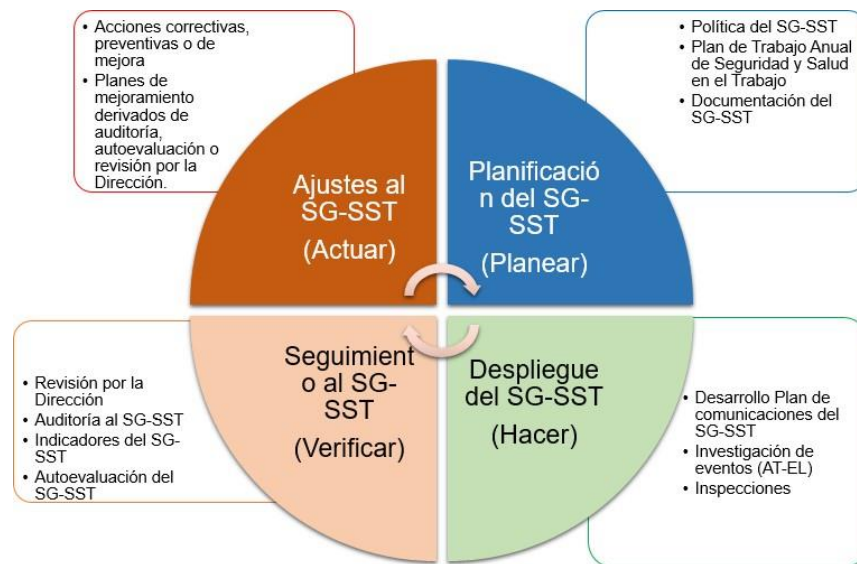 • Acciones correctivas,
preventivas o de
mejora
• Planes de
mejoramiento
derivados de
auditoría,
autoevaluación o
revisión por la
Dirección.
• Política del SG-SST
• Plan de Trabajo Anual
de Seguridad y Salud
en el Trabajo
• Documentación del
SG-SST
Ajustes al
SG-SST
(Actuar)
Planificació
n del SG-
SST
(Planear)
Seguimient
o al SG-
SST
(Verificar)
Despliegue
del SG-SST
(Hacer)
• Revisión por la
Dirección
• Auditoría al SG-SST
• Indicadores del SG-
SST
• Autoevaluación del
SG-SST
• Desarrollo Plan de
comunicaciones del
SG-SST
• Investigación de
eventos (AT-EL)
• Inspecciones